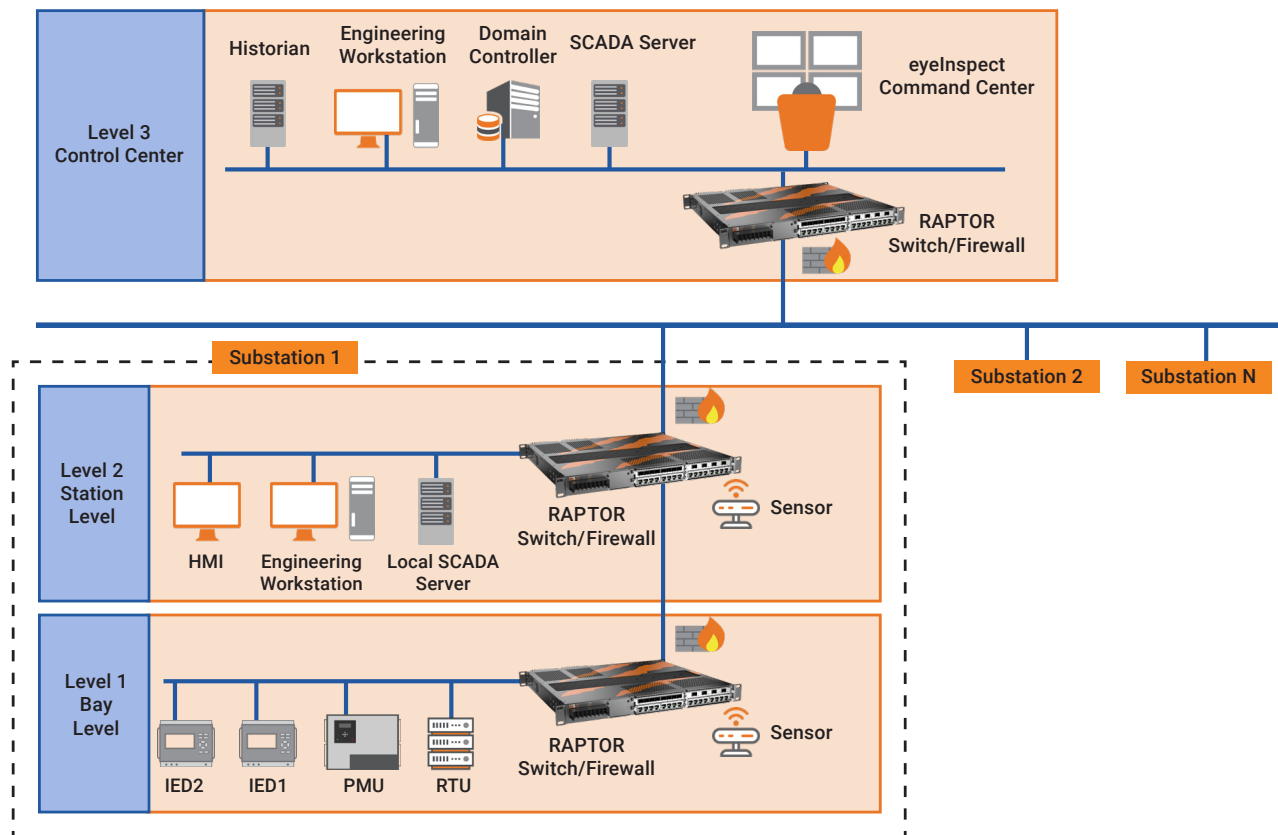 Historian
Engineering
Workstation
Domain
Controller
SCADA Server
eyeInspect
Command Center
Level 3
Control Center
RAPTOR
Switch/Firewall
Substation 1
Substation 2
Substation N
Level 2
Station
Level
HMI
Engineering
Workstation
Local SCADA
Server
RAPTOR
Switch/Firewall
Sensor
Level 1
Bay
Level
IED2
IED1
PMU
RTU
RAPTOR
Switch/Firewall
Sensor